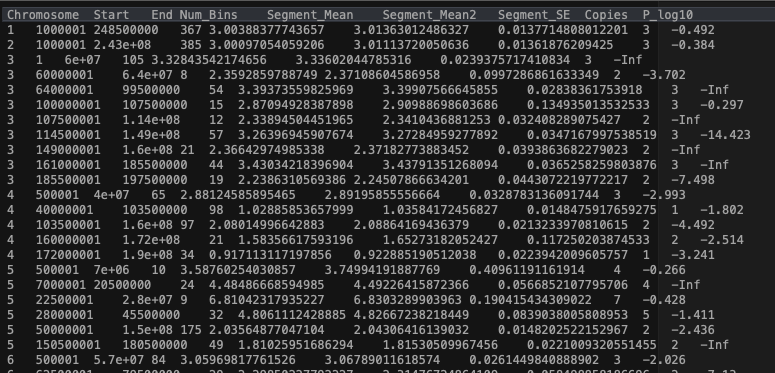 Chromosome Start End Num_Bins Segment_Mean Segment_Mean2 Segment_SE Copies P_log10
1 1000001 248500000 367 3.00388377743657 3.01363012486327 0.0137714808012201 3 -0.492
2 1000001 2.43e+08 385 3.00097054059206 3.01113720050636 0.01361876209425 3 -0.384
3 1 6e+07 105 3.32843542174656 3.33602044785316 0.0239375717410834 3 -Inf
3 60000001 6.4e+07 8 2.3592859788749 2.37108604586958 0.0997286861633349 2 -3.702
3 64000001 99500000 54 3.39373559825969 3.39907566645855 0.02838361753918 3 -Inf
3 100000001 107500000 15 2.87094928387898 2.90988698603686 0.134935013532533 3 -0.297
3 107500001 1.14e+08 12 2.33894504451965 2.3410436881253 0.032408289075427 2 -Inf
3 114500001 1.49e+08 57 3.26396945907674 3.27284959277892 0.0347167997538519 3 -14.423
3 149000001 1.6e+08 21 2.36642974985338 2.37182773883452 0.0393863682279023 2 -Inf
3 161000001 185500000 44 3.43034218396904 3.43791351268094 0.0365258259803876 3 -Inf
3 185500001 197500000 19 2.2386310569386 2.24507866634201 0.0443072219772217 2 -7.498
4 500001 4e+07 65 2.88124585895465 2.89195855556664 0.0328783136091744 3 -2.993
4 40000001 103500000 98 1.02885853657999 1.03584172456827 0.0148475917659275 1 -1.802
4 103500001 1.6e+08 97 2.08014996642883 2.08864169436379 0.0213233970810615 2 -4.492
4 160000001 1.72e+08 21 1.58356617593196 1.65273182052427 0.117250203874533 2 -2.514
4 172000001 1.9e+08 34 0.917113117197856 0.922885190512038 0.0223942009605757 1 -3.241
5 500001 7e+06 10 3.58760254030857 3.74994191887769 0.40961191161914 4 -0.266
5 7000001 20500000 24 4.48486668594985 4.49226415872366 0.0566852107795706 4 -Inf
5 22500001 2.8e+07 9 6.81042317935227 6.8303289903963 0.190415434309022 7 -0.428
5 28000001 45500000 32 4.80611112428885 4.82667238218449 0.0839038005808953 5 -1.411
5 50000001 1.5e+08 175 2.03564877047104 2.04306416139032 0.0148202522152967 2 -2.436
5 150500001 180500000 49 1.81025951686294 1.81530509967456 0.0221009320551455 2 -Inf
6 500001 5.7e+07 84 3.05969817761526 3.06789011618574 0.0261449840888902 3 -2.026